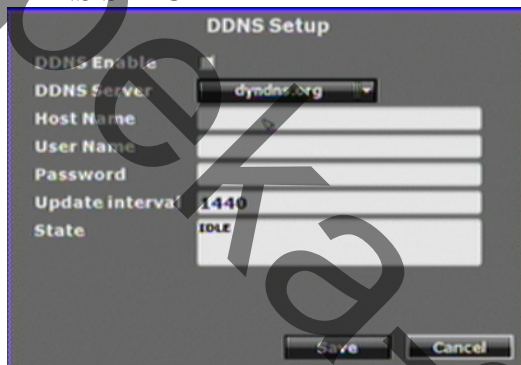 DDNS Setup
DDNS Enable
DDNS Server dyndns.org
Host Name
User Name
Password
Update interval 1440
State IDLE
Save Cancel